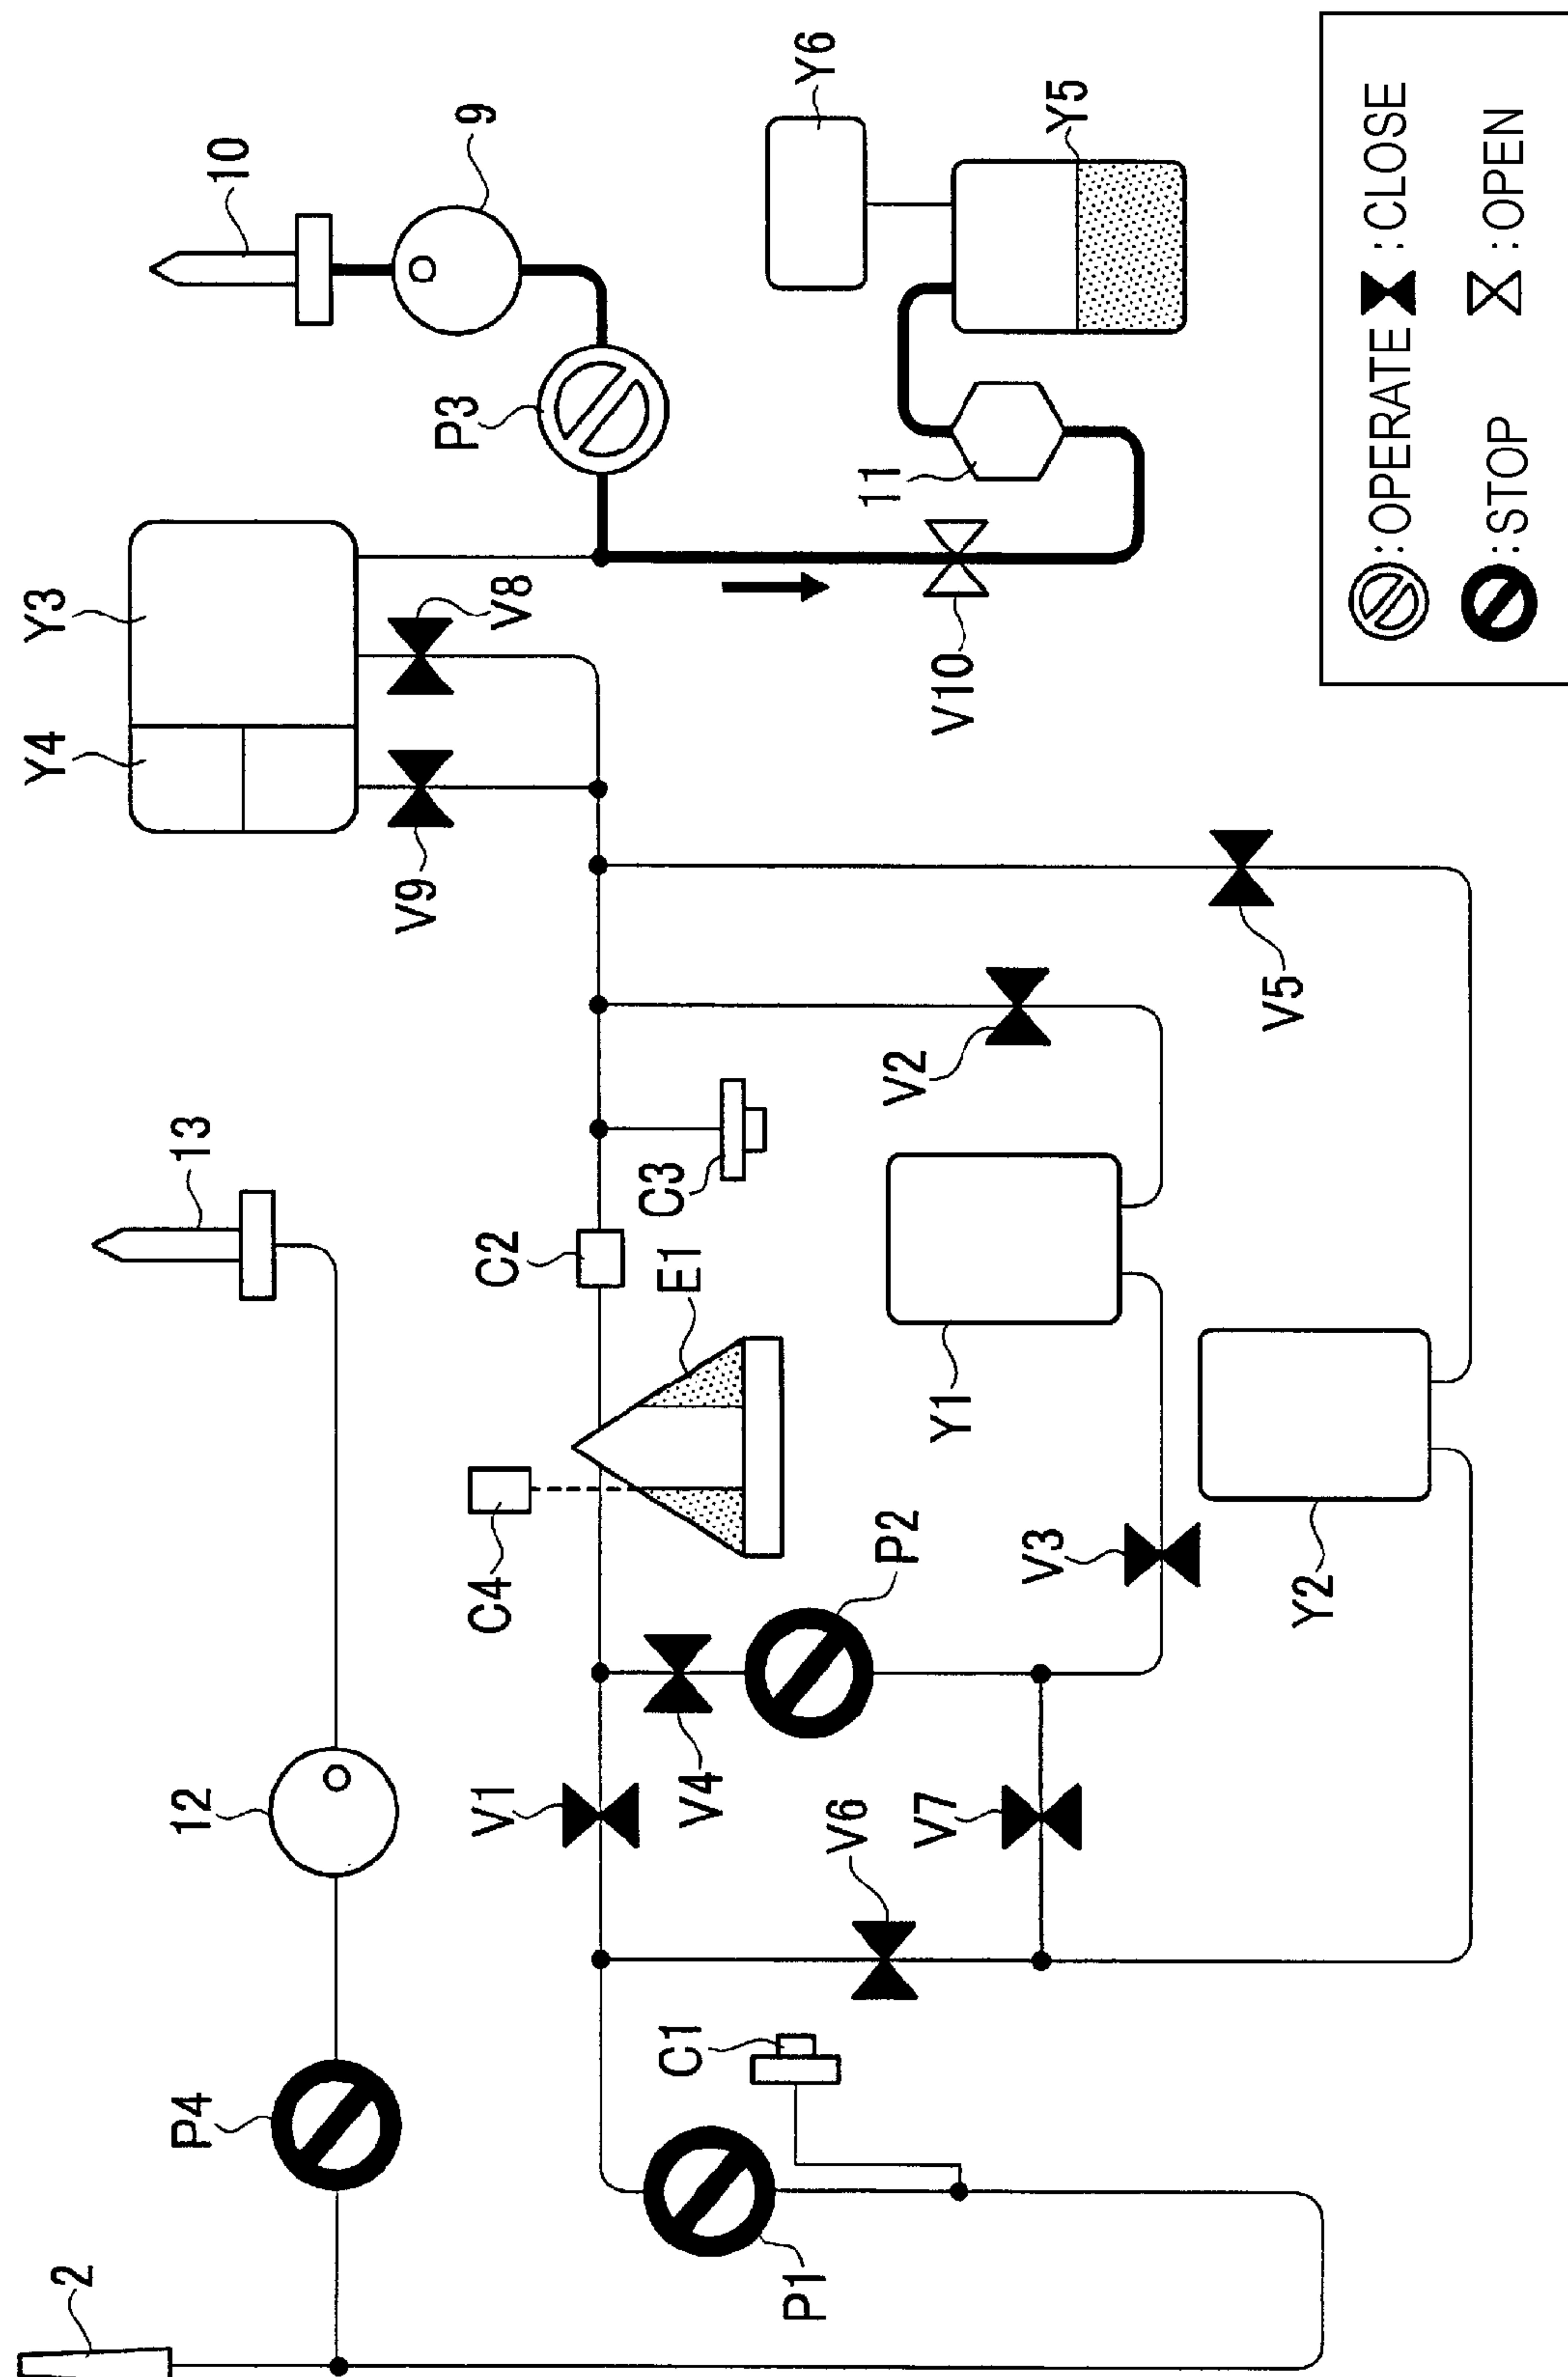 10
9
Y6
Y5
P3
11
Y3
V8
Y4
V9
V10
V5
V2
13
C2
C3
E1
Y1
C4
P2
V3
Y2
12
V1
V4
V6
V7
P4
C1
P1
2
:OPERATE :CLOSE
:STOP :OPEN